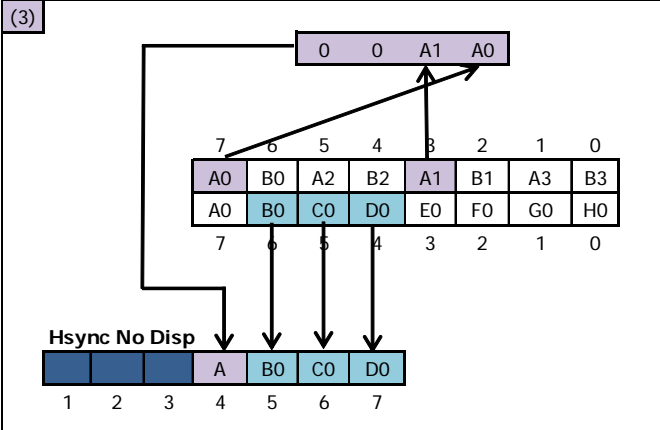 (3)
0 0 A1 A0
7 6 5 4 3 2 1 0
A0 B0 A2 B2 A1 B1 A3 B3
A0 B0 C0 D0 E0 F0 G0 H0
7 6 5 4 3 2 1 0
Hsync No Disp
A B0 C0 D0
1 2 3 4 5 6 7